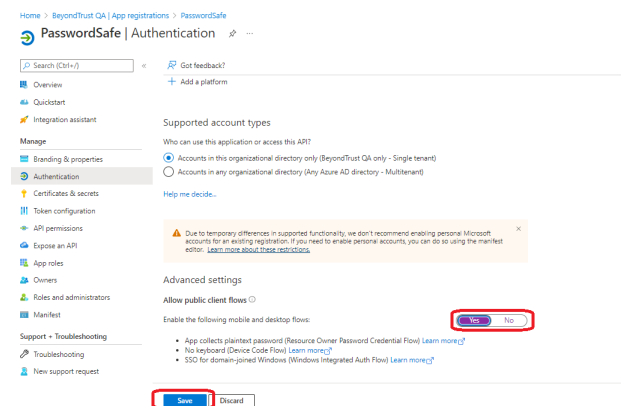 Home > BeyondTrust QA | App registrations > PasswordSafe
PasswordSafe | Authentication
Search (Ctrl+/)
«
Got feedback?
+ Add a platform
Overview
Quickstart
Integration assistant
Manage
Branding & properties
Authentication
Certificates & secrets
Token configuration
API permissions
Expose an API
App roles
Owners
Roles and administrators
Manifest
Support + Troubleshooting
Troubleshooting
New support request
Supported account types
Who can use this application or access this API?
Accounts in this organizational directory only (BeyondTrust QA only - Single tenant)
Accounts in any organizational directory (Any Azure AD directory - Multitenant)
Help me decide...
Due to temporary differences in supported functionality, we don't recommend enabling personal Microsoft
accounts for an existing registration. If you need to enable personal accounts, you can do so using the manifest
editor. Learn more about these restrictions.
Advanced settings
Allow public client flows
Enable the following mobile and desktop flows:
Yes No
• App collects plaintext password (Resource Owner Password Credential Flow) Learn more
• No keyboard (Device Code Flow) Learn more
• SSO for domain-joined Windows (Windows Integrated Auth Flow) Learn more
Save Discard